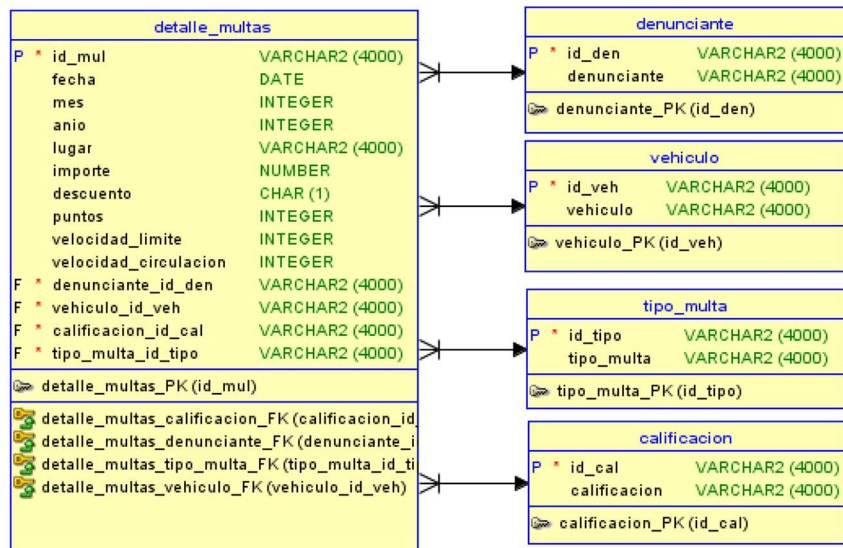 detalle_multas
P * id_mul VARCHAR2 (4000)
fecha DATE
mes INTEGER
anio INTEGER
lugar VARCHAR2 (4000)
importe NUMBER
descuento CHAR (1)
puntos INTEGER
velocidad_limite INTEGER
velocidad_circulacion INTEGER
F * denunciante_id_den VARCHAR2 (4000)
F * vehiculo_id_veh VARCHAR2 (4000)
F * calificacion_id_cal VARCHAR2 (4000)
F * tipo_multa_id_tipo VARCHAR2 (4000)
detalle_multas_PK (id_mul)
detalle_multas_calificacion_FK (calificacion_id_
detalle_multas_denunciante_FK (denunciante_i
detalle_multas_tipo_multa_FK (tipo_multa_id_ti
detalle_multas_vehiculo_FK (vehiculo_id_veh)
denunciante
P * id_den VARCHAR2 (4000)
denunciante VARCHAR2 (4000)
denunciante_PK (id_den)
vehiculo
P * id_veh VARCHAR2 (4000)
vehiculo VARCHAR2 (4000)
vehiculo_PK (id_veh)
tipo_multa
P * id_tipo VARCHAR2 (4000)
tipo_multa VARCHAR2 (4000)
tipo_multa_PK (id_tipo)
calificacion
P * id_cal VARCHAR2 (4000)
calificacion VARCHAR2 (4000)
calificacion_PK (id_cal)